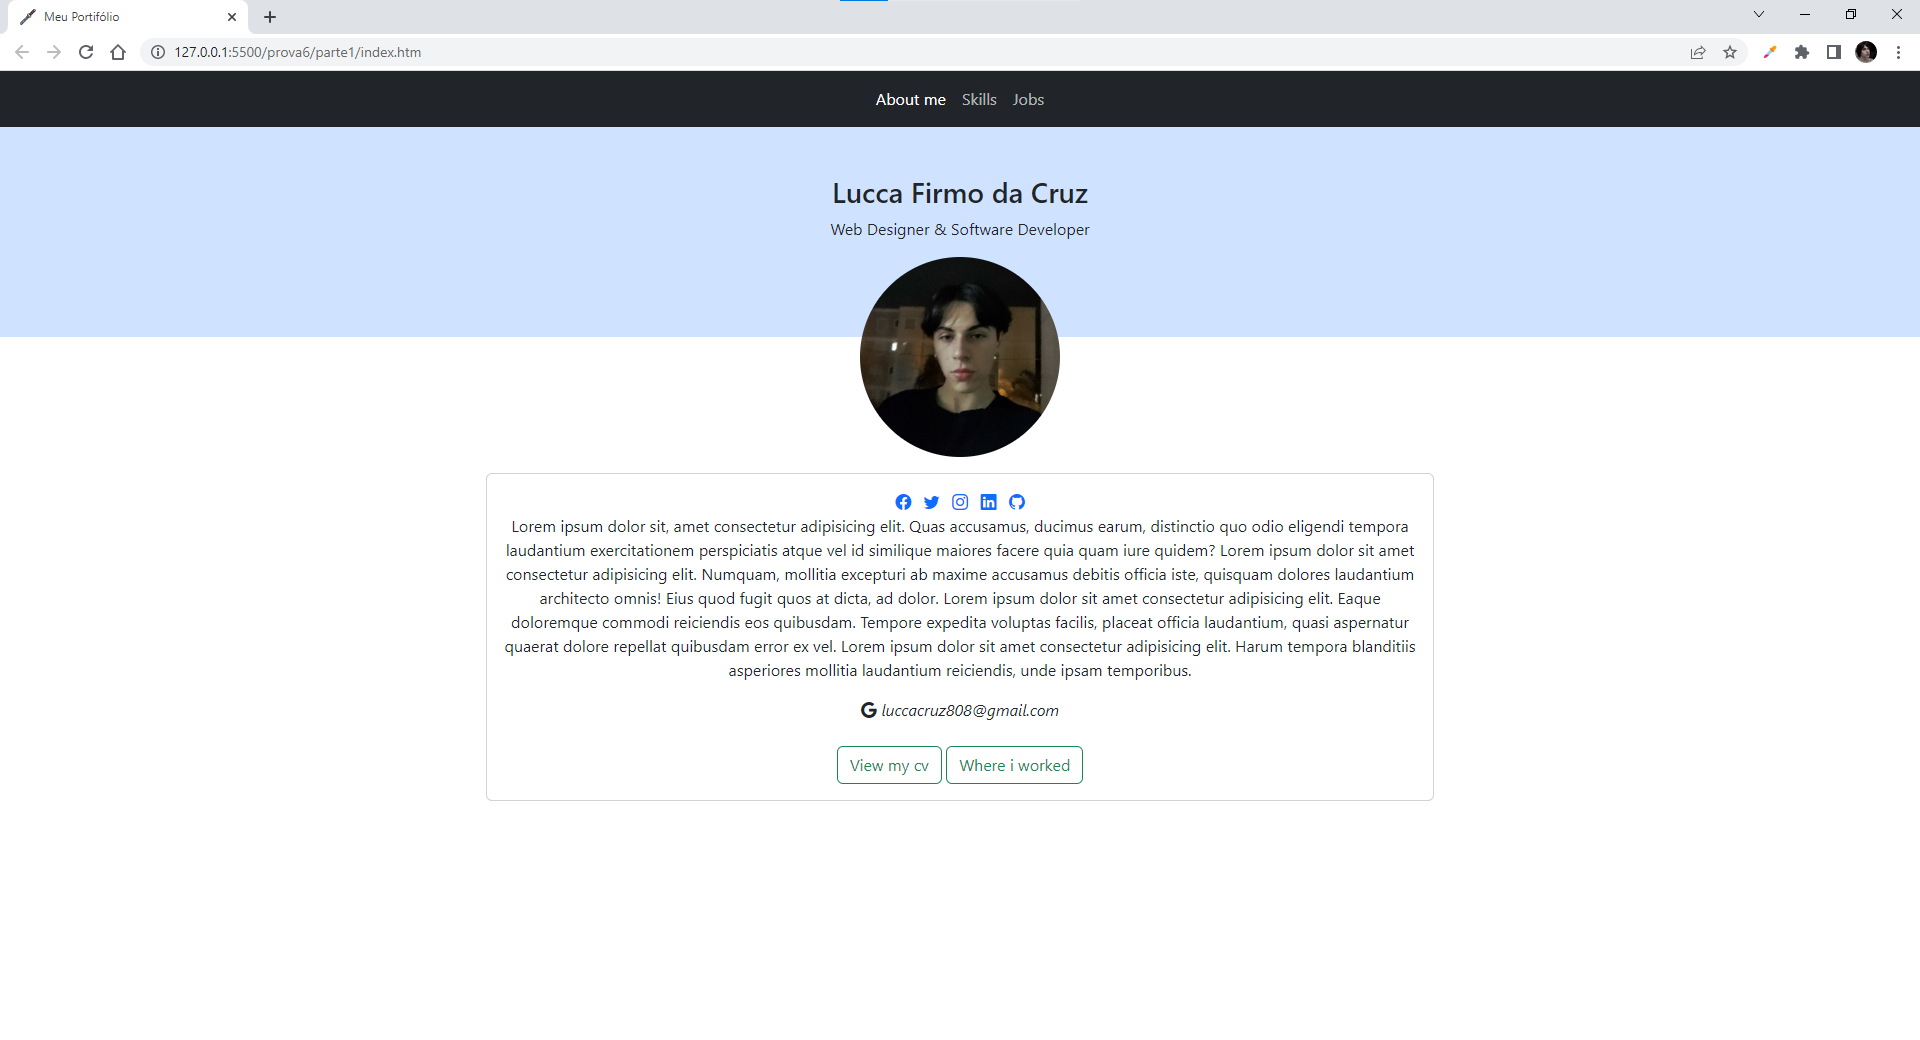 Meu Portifólio
127.0.0.1:5500/prova6/parte1/index.htm
About me Skills Jobs
Lucca Firmo da Cruz
Web Designer & Software Developer
Lorem ipsum dolor sit, amet consectetur adipisicing elit. Quas accusamus, ducimus earum, distinctio quo odio eligendi tempora
laudantium exercitationem perspiciatis atque vel id similique maiores facere quia quam iure quidem? Lorem ipsum dolor sit amet
consectetur adipisicing elit. Numquam, mollitia excepturi ab maxime accusamus debitis officia iste, quisquam dolores laudantium
architecto omnis! Eius quod fugit quos at dicta, ad dolor. Lorem ipsum dolor sit amet consectetur adipisicing elit. Eaque
doloremque commodi reiciendis eos quibusdam. Tempore expedita voluptas facilis, placeat officia laudantium, quasi aspernatur
quaerat dolore repellat quibusdam error ex vel. Lorem ipsum dolor sit amet consectetur adipisicing elit. Harum tempora blanditiis
asperiores mollitia laudantium reiciendis, unde ipsam temporibus.
luccacruz808@gmail.com
View my cv Where i worked